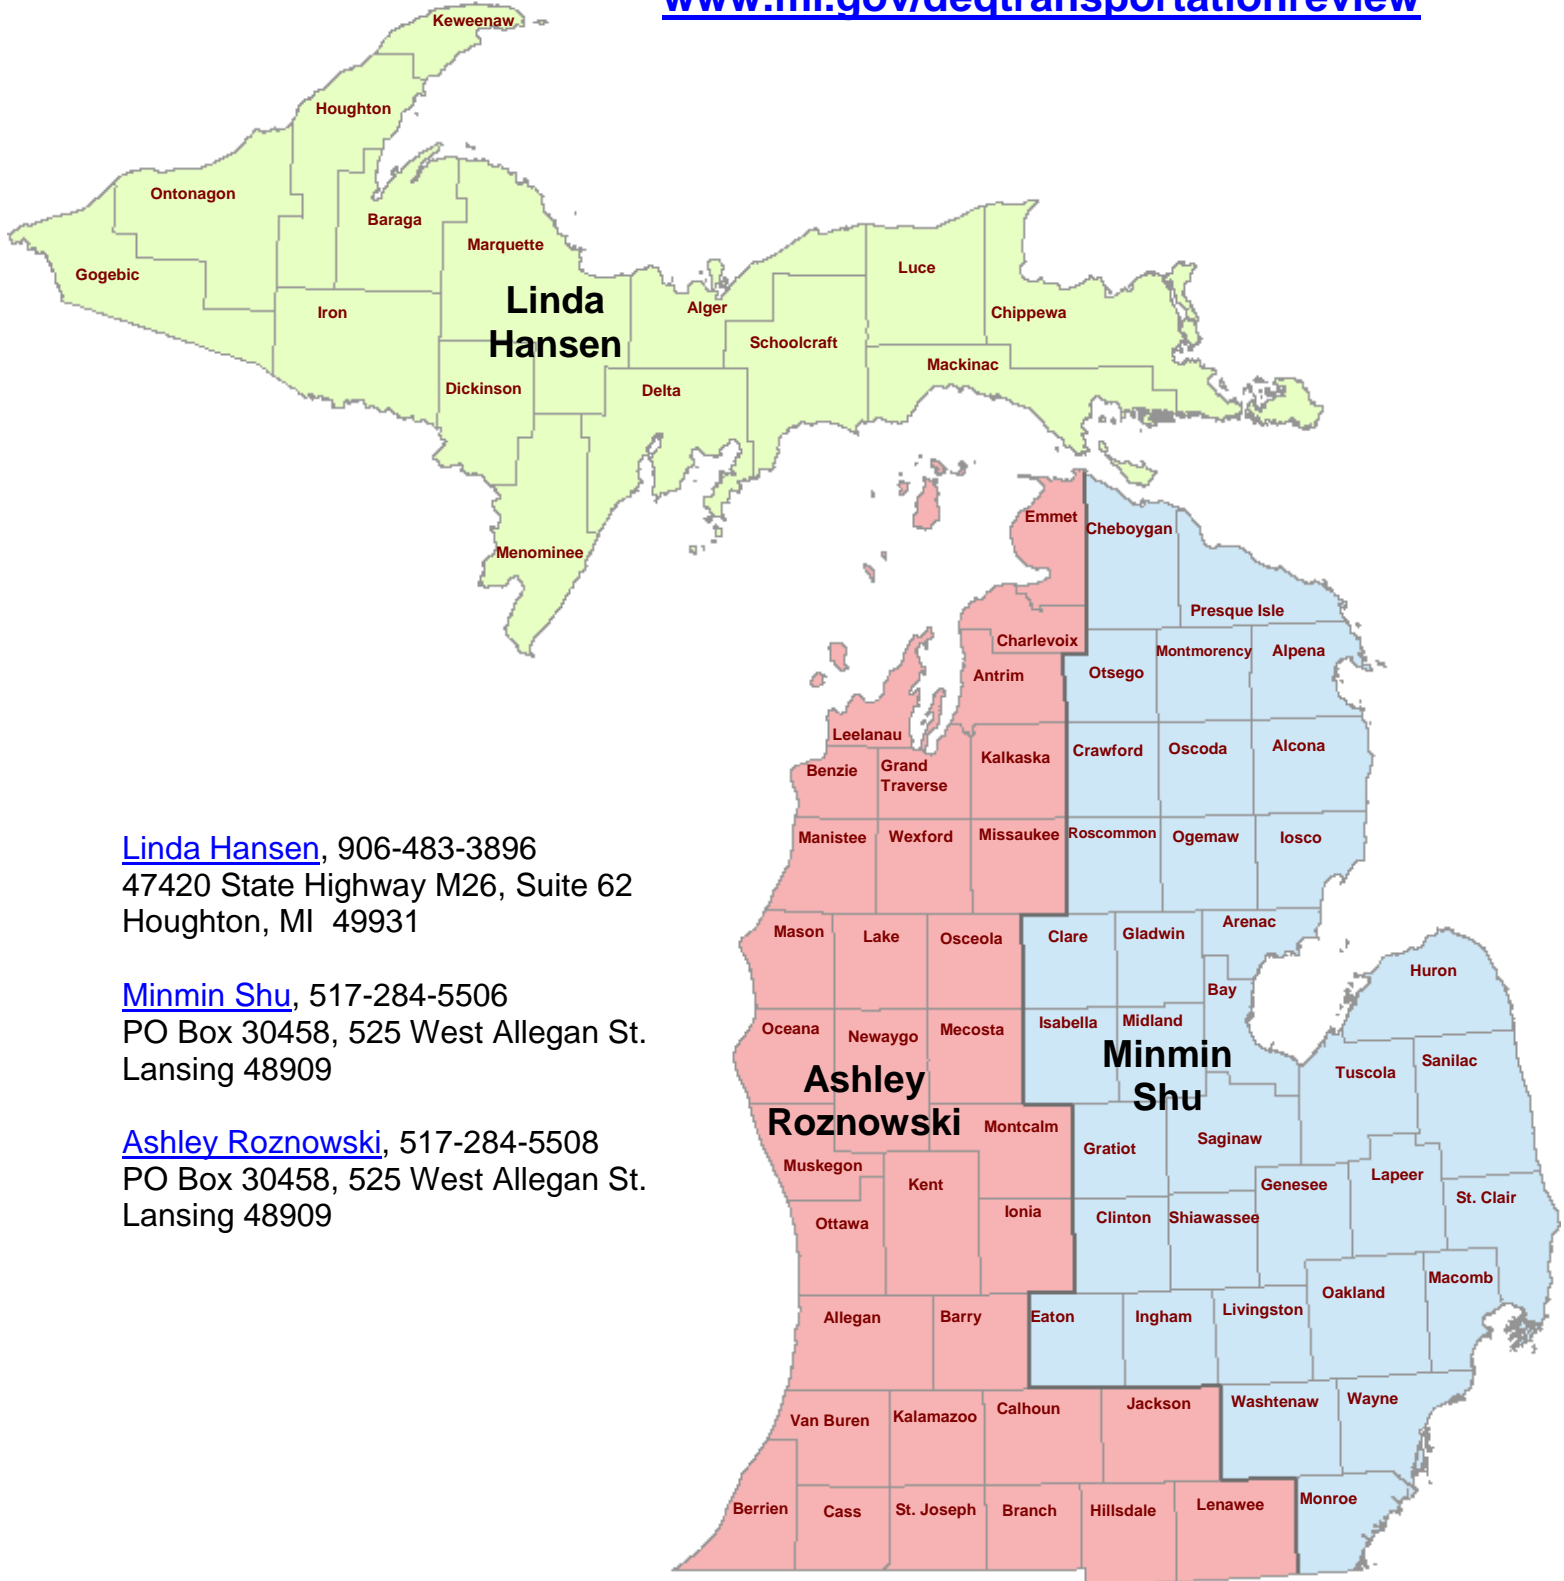 www.mi.gov/deqtransportationreview
Keweenaw
Houghton
Ontonagon
Baraga
Marquette
Gogebic
Luce
Iron
Linda
Hansen
Alger
Chippewa
Schoolcraft
Mackinac
Dickinson
Delta
Menominee
Emmet
Cheboygan
Presque Isle
Charlevoix
Montmorency
Alpena
Antrim
Otsego
Leelanau
Benzie
Grand
Traverse
Kalkaska
Crawford
Oscoda
Alcona
Manistee
Wexford
Missaukee
Roscommon
Ogemaw
Iosco
Linda Hansen, 906-483-3896
47420 State Highway M26, Suite 62
Houghton, MI  49931
Minmin Shu, 517-284-5506
PO Box 30458, 525 West Allegan St.
Lansing 48909
Ashley Roznowski, 517-284-5508
PO Box 30458, 525 West Allegan St.
Lansing 48909
Mason
Lake
Osceola
Clare
Gladwin
Arenac
Huron
Bay
Oceana
Newaygo
Mecosta
Isabella
Midland
Minmin
Shu
Tuscola
Sanilac
Ashley
Roznowski
Montcalm
Gratiot
Saginaw
Muskegon
Kent
Genesee
Lapeer
St. Clair
Ottawa
Ionia
Clinton
Shiawassee
Allegan
Barry
Eaton
Ingham
Livingston
Oakland
Macomb
Van Buren
Kalamazoo
Calhoun
Jackson
Washtenaw
Wayne
Berrien
Cass
St. Joseph
Branch
Hillsdale
Lenawee
Monroe